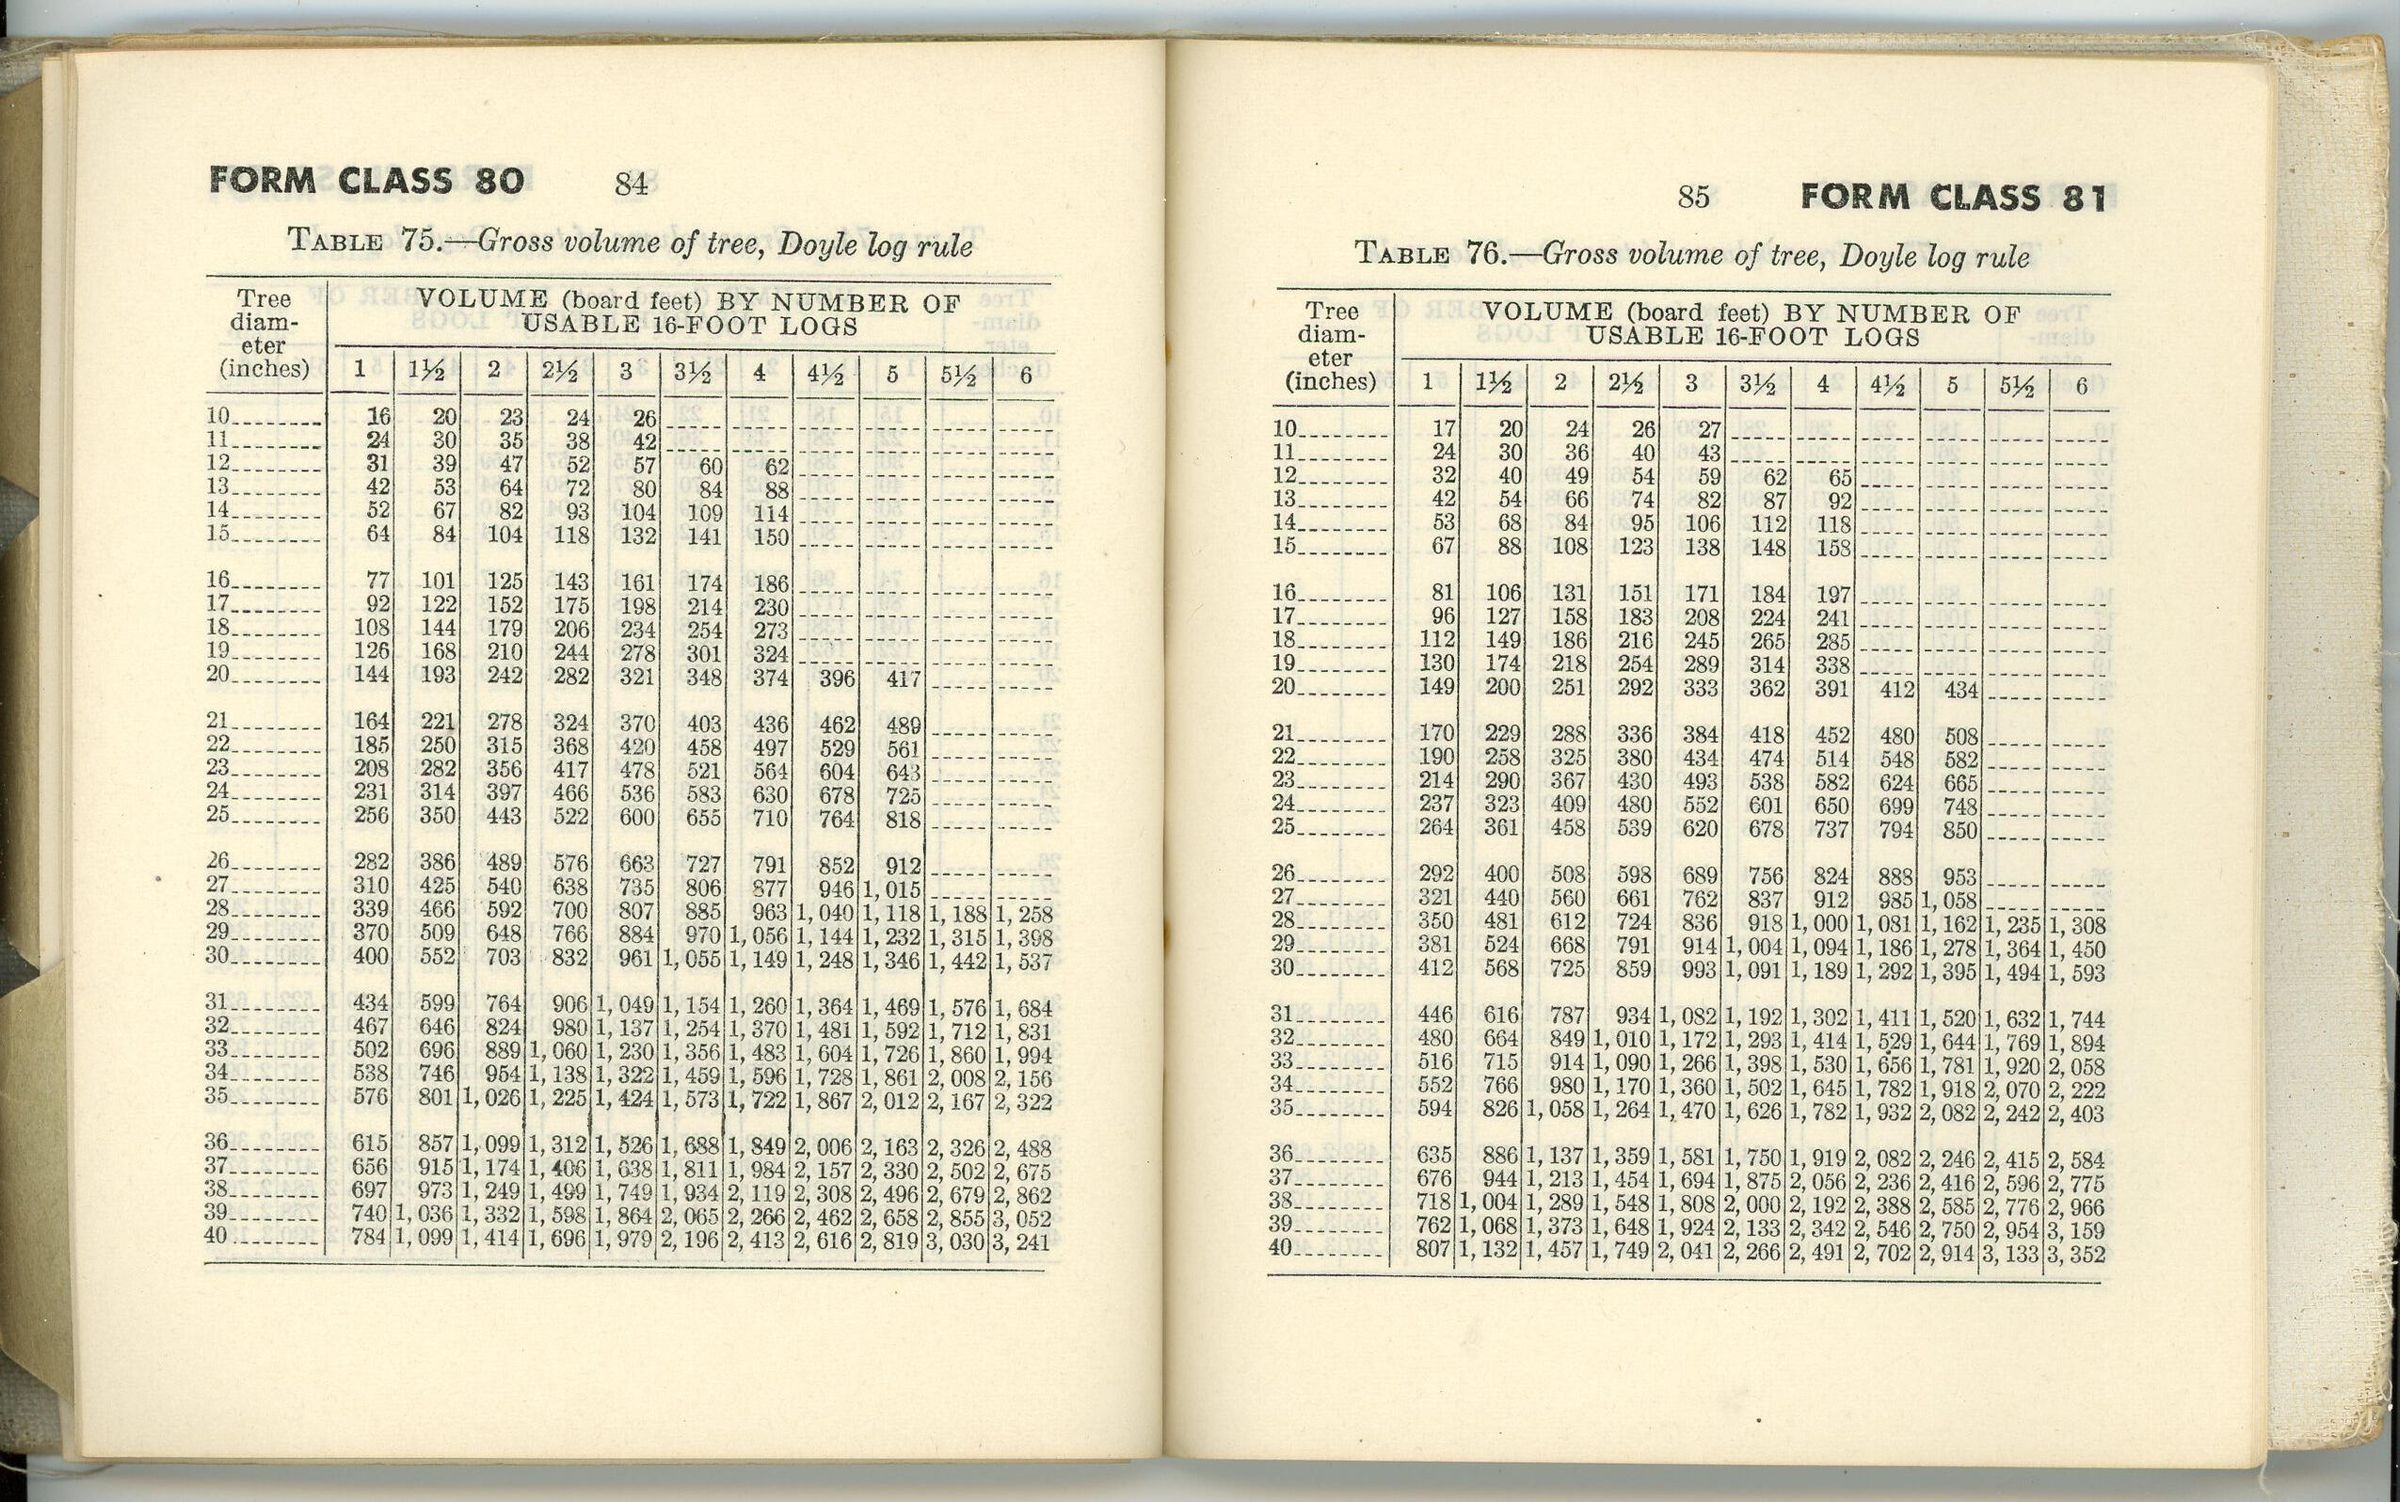 FORM CLASS 80 84
TABLE 75.—Gross volume of tree, Doyle log rule
Tree diam-eter (inches) VOLUME (board feet) BY NUMBER OF
USABLE 16-FOOT LOGS
1 1½ 2 2½ 3 3½ 4 4½ 5 5½ 6
10 16 20 23 24 26
11 24 30 35 38 42
12 31 39 47 52 57 60 62
13 42 53 64 72 80 84 88
14 52 67 82 93 104 109 114
15 64 84 104 118 132 141 150
16 77 101 125 143 161 174 186
17 92 122 152 175 198 214 230
18 108 144 179 206 234 254 273
19 126 168 210 244 278 301 324
20 144 193 242 282 321 348 374 396 417
21 164 221 278 324 370 403 436 462 489
22 185 250 315 368 420 458 497 529 561
23 208 282 356 417 478 521 564 604 643
24 231 314 397 466 536 583 630 678 725
25 256 350 443 522 600 655 710 764 818
26 282 386 489 576 663 727 791 852 912
27 310 425 540 638 735 806 877 946 1,015
28 339 466 592 700 807 885 963 1,040 1,118 1,188 1,258
29 370 509 648 766 884 970 1,056 1,144 1,232 1,315 1,398
30 400 552 703 832 961 1,055 1,149 1,248 1,346 1,442 1,537
31 434 599 764 906 1,049 1,154 1,260 1,364 1,469 1,576 1,684
32 467 646 824 980 1,137 1,254 1,370 1,481 1,592 1,712 1,831
33 502 696 889 1,060 1,230 1,356 1,483 1,604 1,726 1,860 1,994
34 538 746 954 1,138 1,322 1,459 1,596 1,728 1,861 2,008 2,156
35 576 801 1,026 1,225 1,424 1,573 1,722 1,867 2,012 2,167 2,322
36 615 857 1,099 1,312 1,526 1,688 1,849 2,006 2,163 2,326 2,488
37 656 915 1,174 1,406 1,638 1,811 1,984 2,157 2,330 2,502 2,675
38 697 973 1,249 1,499 1,749 1,934 2,119 2,308 2,496 2,679 2,862
39 740 1,036 1,332 1,598 1,864 2,065 2,266 2,462 2,658 2,855 3,052
40 784 1,099 1,414 1,696 1,979 2,196 2,413 2,616 2,819 3,030 3,241
85 FORM CLASS 81
TABLE 76.—Gross volume of tree, Doyle log rule
Tree diam-eter (inches) VOLUME (board feet) BY NUMBER OF
USABLE 16-FOOT LOGS
1 1½ 2 2½ 3 3½ 4 4½ 5 5½ 6
10 17 20 24 26 27
11 24 30 36 40 43
12 32 40 49 54 59 62 65
13 42 54 66 74 82 87 92
14 53 68 84 95 106 112 118
15 67 88 108 123 138 148 158
16 81 106 131 151 171 184 197
17 96 127 158 183 208 224 241
18 112 149 186 216 245 265 285
19 130 174 218 254 289 314 338
20 149 200 251 292 333 362 391 412 434
21 170 229 288 336 384 418 452 480 508
22 190 258 325 380 434 474 514 548 582
23 214 290 367 430 493 538 582 624 665
24 237 323 409 480 552 601 650 699 748
25 264 361 458 539 620 678 737 794 850
26 292 400 508 598 689 756 824 888 953
27 321 440 560 661 762 837 912 985 1,058
28 350 481 612 724 836 918 1,000 1,081 1,162 1,235 1,308
29 381 524 668 791 914 1,004 1,094 1,186 1,278 1,364 1,450
30 412 568 725 859 993 1,091 1,189 1,292 1,395 1,494 1,593
31 446 616 787 934 1,082 1,192 1,302 1,411 1,520 1,632 1,744
32 480 664 849 1,010 1,172 1,293 1,414 1,529 1,644 1,769 1,894
33 516 715 914 1,090 1,266 1,398 1,530 1,656 1,781 1,920 2,058
34 552 766 980 1,170 1,360 1,502 1,645 1,782 1,918 2,070 2,222
35 594 826 1,058 1,264 1,470 1,626 1,782 1,932 2,082 2,242 2,403
36 635 886 1,137 1,359 1,581 1,750 1,919 2,082 2,246 2,415 2,584
37 676 944 1,213 1,454 1,694 1,875 2,056 2,236 2,416 2,596 2,775
38 718 1,004 1,289 1,548 1,808 2,000 2,192 2,388 2,585 2,776 2,966
39 762 1,068 1,373 1,648 1,924 2,133 2,342 2,546 2,750 2,954 3,159
40 807 1,132 1,457 1,749 2,041 2,266 2,491 2,702 2,914 3,133 3,352